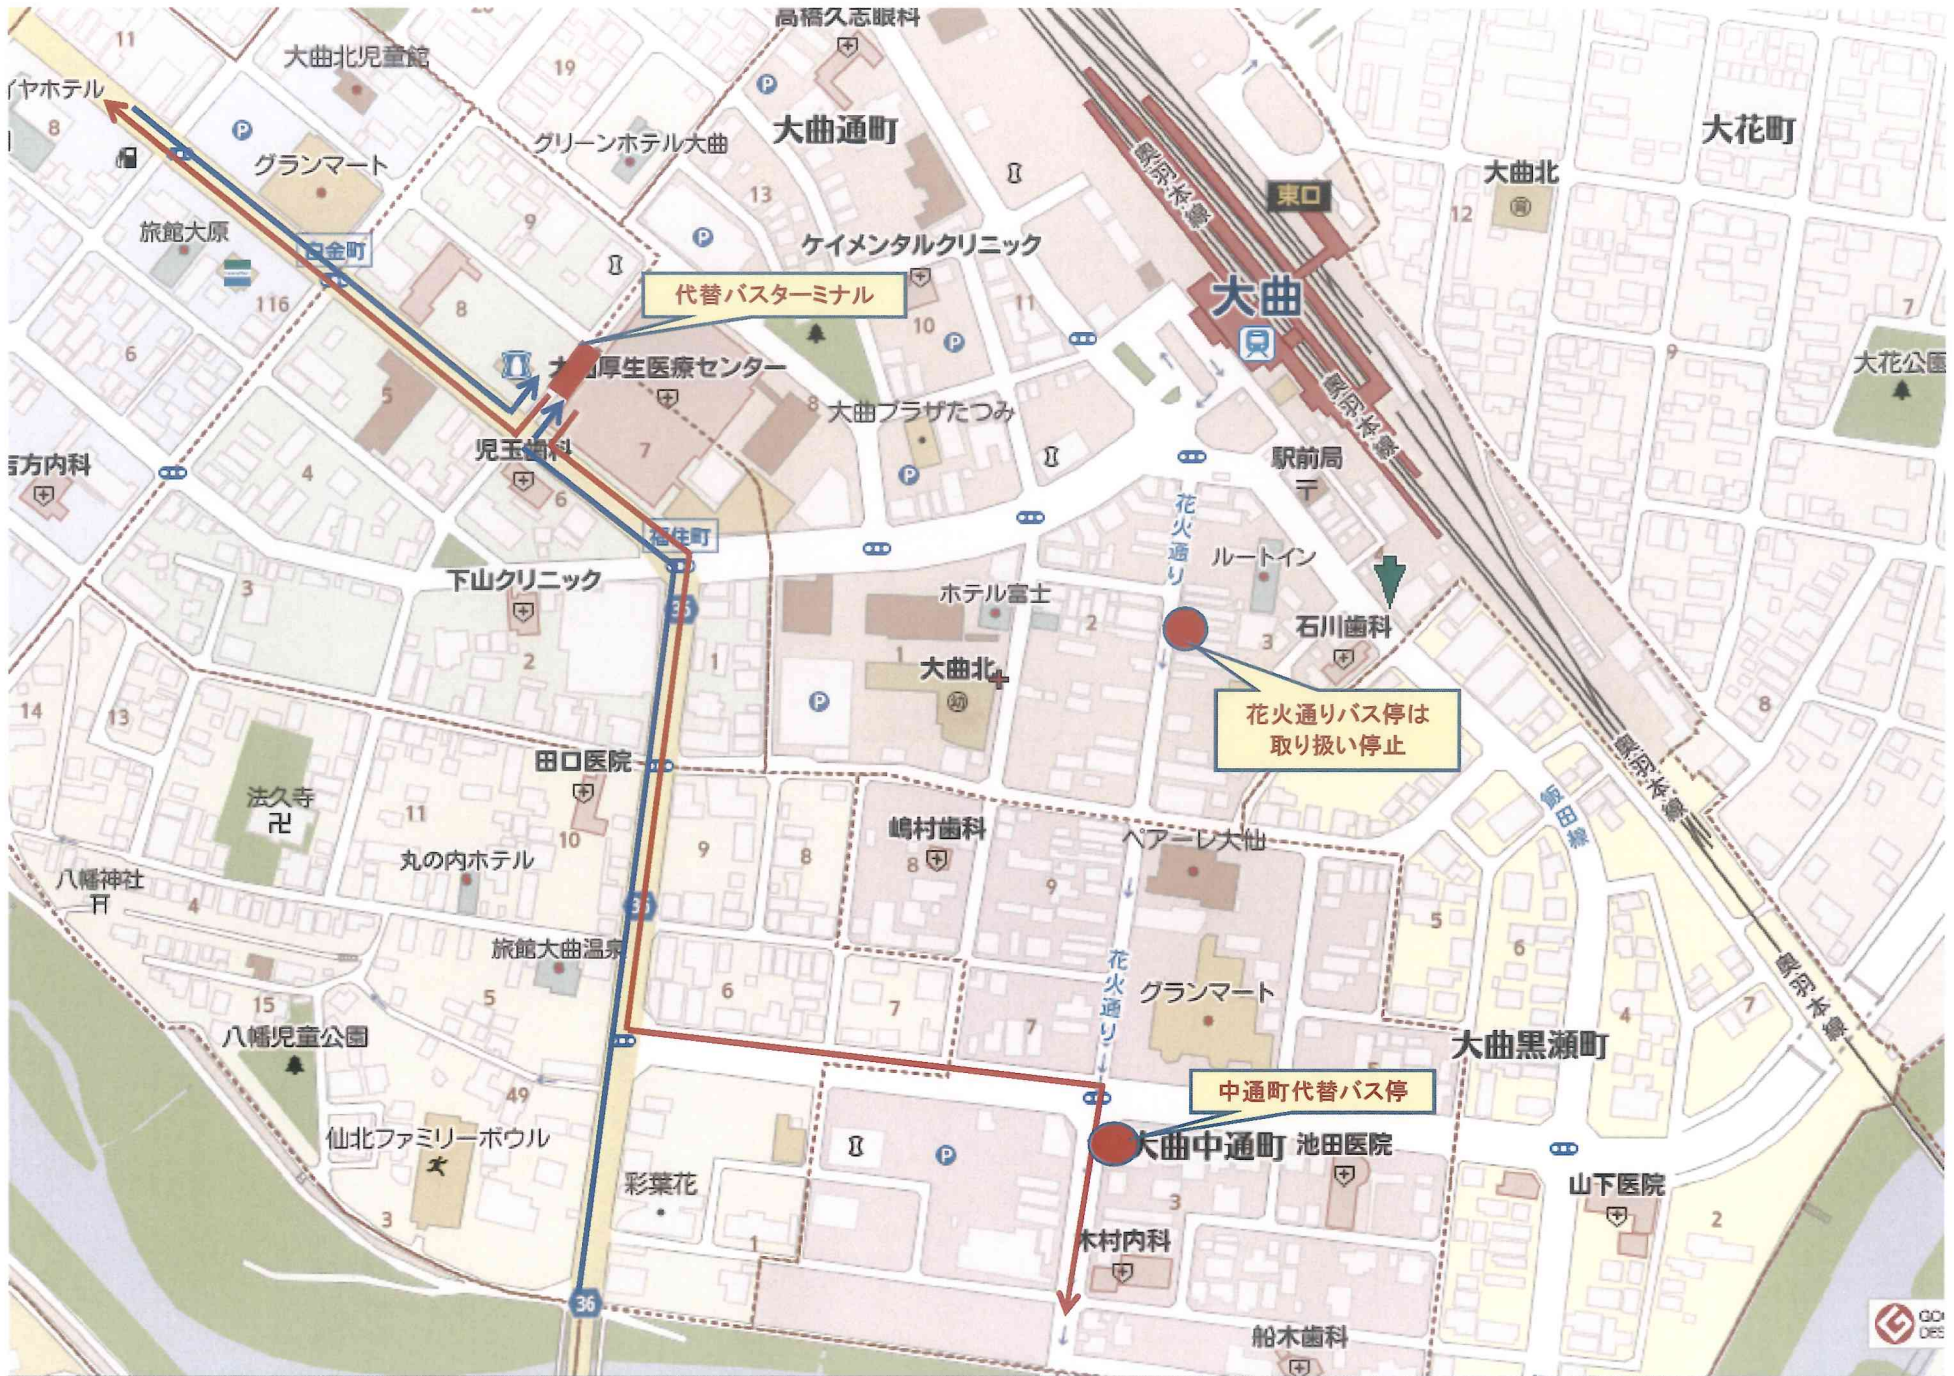 高橋久志眼科
11
大曲北児童館
19
イヤホテル
8
P
P
大曲通町
大花町
グランマート
グリーンホテル大曲
奥羽本線
大曲北
東口
13
9
12
旅館大原
白金町
P
ケイメンタルクリニック
116
8
代替バスターミナル
11
10
大曲
7
6
P
9
大花公園
厚生医療センター
5
8
大曲プラザたつみ
奥羽本線
児玉歯科
7
吉方内科
4
P
駅前局
6
花火通り
福住町
ルートイン
下山クリニック
3
ホテル富士
36
2
3
石川歯科
2
1
1
大曲北
P
14
13
花火通りバス停は
取り扱い停止
8
田口医院
奥羽本線
法久寺
11
飯田線
嶋村歯科
ペアーレ大仙
10
9
8
8
丸の内ホテル
9
八幡神社
4
36
5
6
旅館大曲温泉
花火通り
奥羽本線
15
5
6
7
グランマート
7
4
7
八幡児童公園
大曲黒瀬町
49
中通町代替バス停
仙北ファミリーボウル
P
大曲中通町
池田医院
彩葉花
山下医院
3
3
2
1
木村内科
36
船木歯科